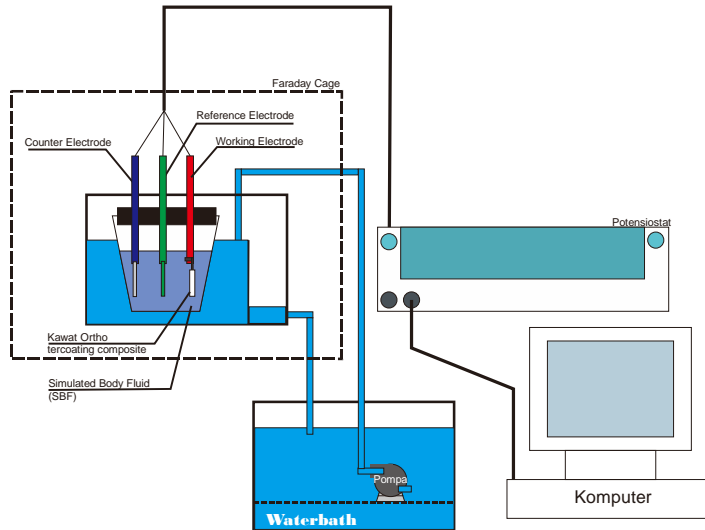 Faraday Cage
Reference Electrode
Counter Electrode
Working Electrode
Potensiostat
Kawat Ortho
tercoating composite
Simulated Body Fluid
(SBF)
Pompa
Waterbath
Komputer